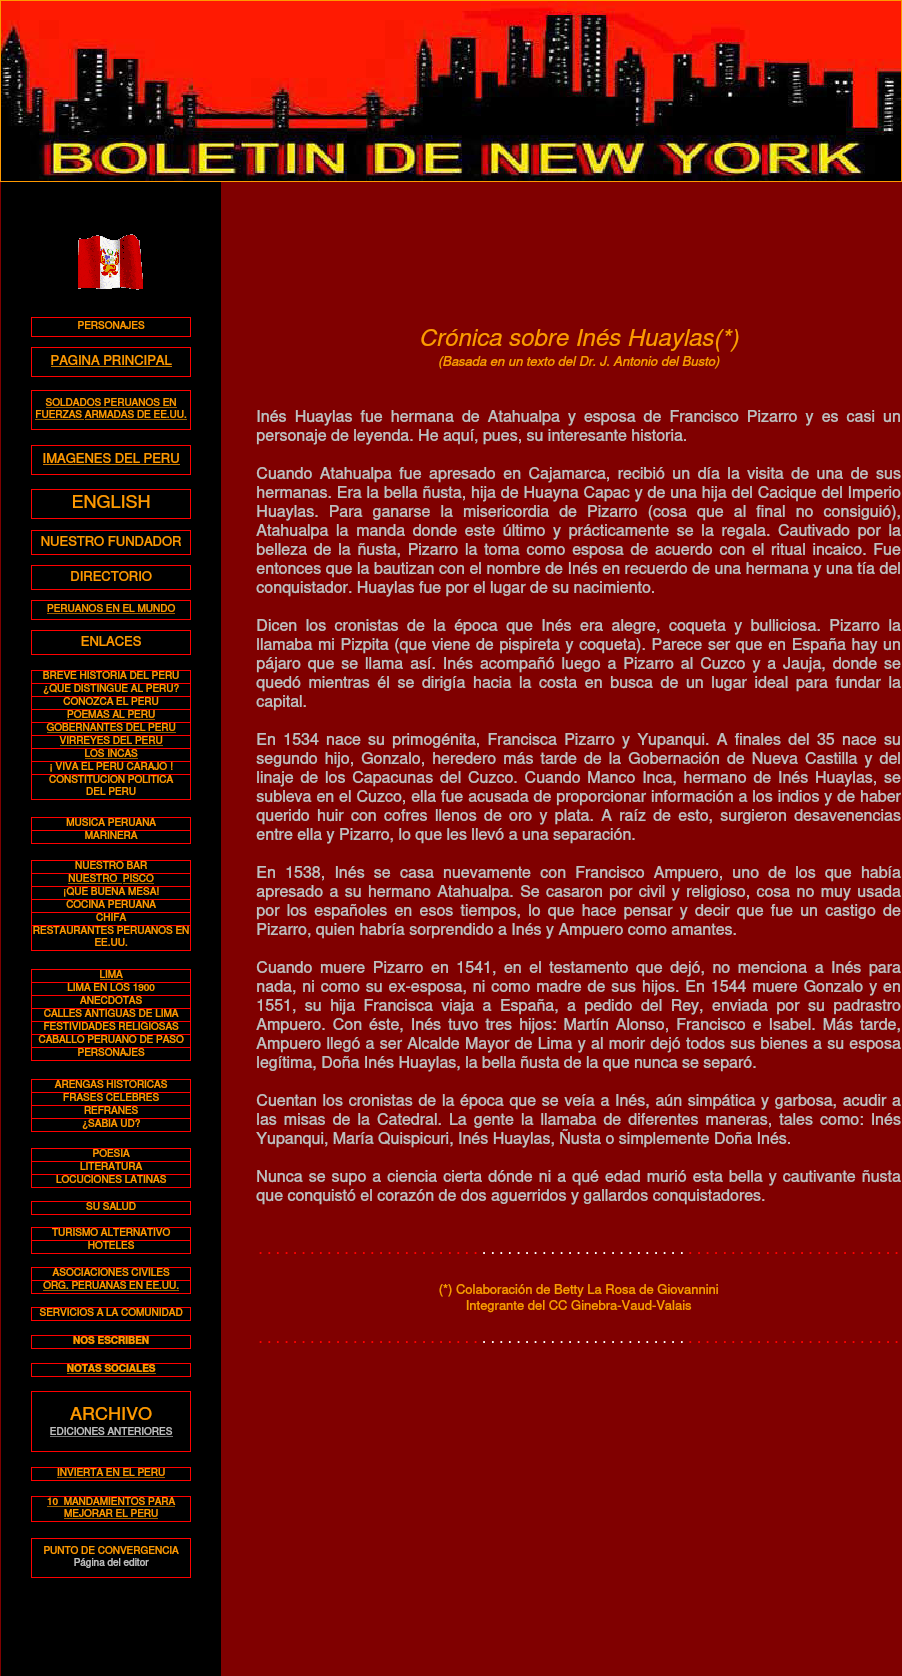 BOLETIN DE NEW YORK
PERSONAJES
PAGINA PRINCIPAL
SOLDADOS PERUANOS EN
FUERZAS ARMADAS DE EE.UU.
IMAGENES DEL PERU
ENGLISH
NUESTRO FUNDADOR
DIRECTORIO
PERUANOS EN EL MUNDO
ENLACES
BREVE HISTORIA DEL PERU
¿QUE DISTINGUE AL PERU?
CONOZCA EL PERU
POEMAS AL PERU
GOBERNANTES DEL PERU
VIRREYES DEL PERU
LOS INCAS
¡ VIVA EL PERU CARAJO !
CONSTITUCION POLITICA
DEL PERU
MUSICA PERUANA
MARINERA
NUESTRO BAR
NUESTRO  PISCO
¡QUE BUENA MESA!
COCINA PERUANA
CHIFA
RESTAURANTES PERUANOS EN
EE.UU.
LIMA
LIMA EN LOS 1900
ANECDOTAS
CALLES ANTIGUAS DE LIMA
FESTIVIDADES RELIGIOSAS
CABALLO PERUANO DE PASO
PERSONAJES
ARENGAS HISTORICAS
FRASES CELEBRES
REFRANES
¿SABIA UD?
POESIA
LITERATURA
LOCUCIONES LATINAS
SU SALUD
TURISMO ALTERNATIVO
HOTELES
ASOCIACIONES CIVILES
ORG. PERUANAS EN EE.UU.
SERVICIOS A LA COMUNIDAD
NOS ESCRIBEN
NOTAS SOCIALES
ARCHIVO
EDICIONES ANTERIORES
INVIERTA EN EL PERU
10  MANDAMIENTOS PARA
MEJORAR EL PERU
PUNTO DE CONVERGENCIA
Página del editor
Crónica sobre Inés Huaylas(*)
(Basada en un texto del Dr. J. Antonio del Busto)
Inés Huaylas fue hermana de Atahualpa y esposa de Francisco Pizarro y es casi un
personaje de leyenda. He aquí, pues, su interesante historia.
Cuando Atahualpa fue apresado en Cajamarca, recibió un día la visita de una de sus
hermanas. Era la bella ñusta, hija de Huayna Capac y de una hija del Cacique del Imperio
Huaylas. Para ganarse la misericordia de Pizarro (cosa que al final no consiguió),
Atahualpa la manda donde este último y prácticamente se la regala. Cautivado por la
belleza de la ñusta, Pizarro la toma como esposa de acuerdo con el ritual incaico. Fue
entonces que la bautizan con el nombre de Inés en recuerdo de una hermana y una tía del
conquistador. Huaylas fue por el lugar de su nacimiento.
Dicen los cronistas de la época que Inés era alegre, coqueta y bulliciosa. Pizarro la
llamaba mi Pizpita (que viene de pispireta y coqueta). Parece ser que en España hay un
pájaro que se llama así. Inés acompañó luego a Pizarro al Cuzco y a Jauja, donde se
quedó mientras él se dirigía hacia la costa en busca de un lugar ideal para fundar la
capital.
En 1534 nace su primogénita, Francisca Pizarro y Yupanqui. A finales del 35 nace su
segundo hijo, Gonzalo, heredero más tarde de la Gobernación de Nueva Castilla y del
linaje de los Capacunas del Cuzco. Cuando Manco Inca, hermano de Inés Huaylas, se
subleva en el Cuzco, ella fue acusada de proporcionar información a los indios y de haber
querido huir con cofres llenos de oro y plata. A raíz de esto, surgieron desavenencias
entre ella y Pizarro, lo que les llevó a una separación.
En 1538, Inés se casa nuevamente con Francisco Ampuero, uno de los que había
apresado a su hermano Atahualpa. Se casaron por civil y religioso, cosa no muy usada
por los españoles en esos tiempos, lo que hace pensar y decir que fue un castigo de
Pizarro, quien habría sorprendido a Inés y Ampuero como amantes.
Cuando muere Pizarro en 1541, en el testamento que dejó, no menciona a Inés para
nada, ni como su ex-esposa, ni como madre de sus hijos. En 1544 muere Gonzalo y en
1551, su hija Francisca viaja a España, a pedido del Rey, enviada por su padrastro
Ampuero. Con éste, Inés tuvo tres hijos: Martín Alonso, Francisco e Isabel. Más tarde,
Ampuero llegó a ser Alcalde Mayor de Lima y al morir dejó todos sus bienes a su esposa
legítima, Doña Inés Huaylas, la bella ñusta de la que nunca se separó.
Cuentan los cronistas de la época que se veía a Inés, aún simpática y garbosa, acudir a
las misas de la Catedral. La gente la llamaba de diferentes maneras, tales como: Inés
Yupanqui, María Quispicuri, Inés Huaylas, Ñusta o simplemente Doña Inés.
Nunca se supo a ciencia cierta dónde ni a qué edad murió esta bella y cautivante ñusta
que conquistó el corazón de dos aguerridos y gallardos conquistadores.
(*) Colaboración de Betty La Rosa de Giovannini
Integrante del CC Ginebra-Vaud-Valais